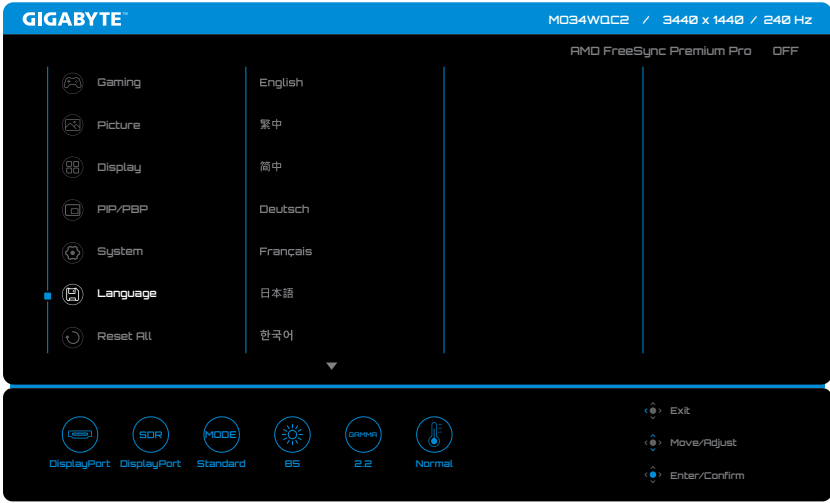 GIGABYTE™
MO34WQC2 / 3440 x 1440 / 240 Hz
AMD FreeSync Premium Pro OFF
Gaming
English
Picture
繁中
Display
简中
PIP/PBP
Deutsch
System
Français
Language
日本語
Reset All
한국어
SDR
MODE
GAMMA
DisplayPort
DisplayPort
Standard
85
2.2
Normal
Exit
Move/Adjust
Enter/Confirm